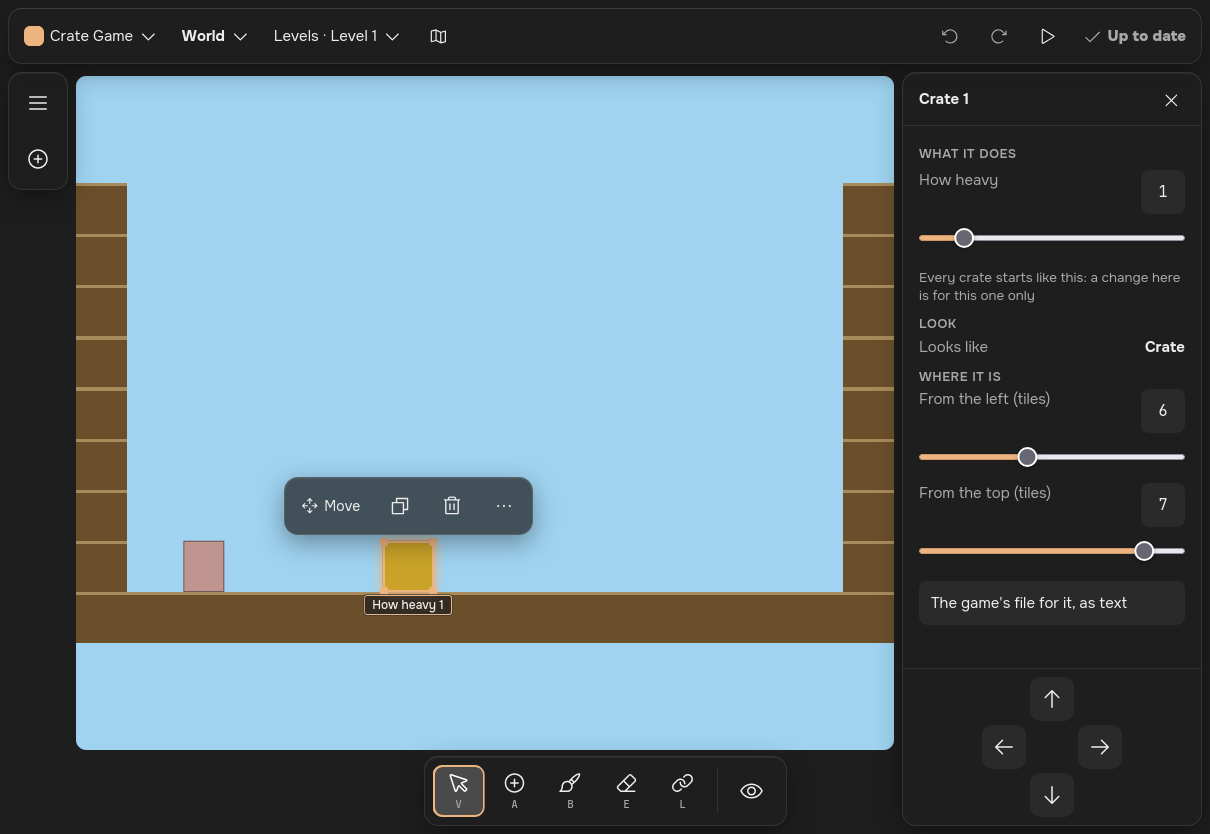 Crate Game
World
Levels · Level 1
Up to date
Crate 1
WHAT IT DOES
How heavy
1
Every crate starts like this: a change here
is for this one only
LOOK
Looks like
Crate
WHERE IT IS
From the left (tiles)
6
From the top (tiles)
7
The game's file for it, as text
Move
How heavy 1
V
A
B
E
L